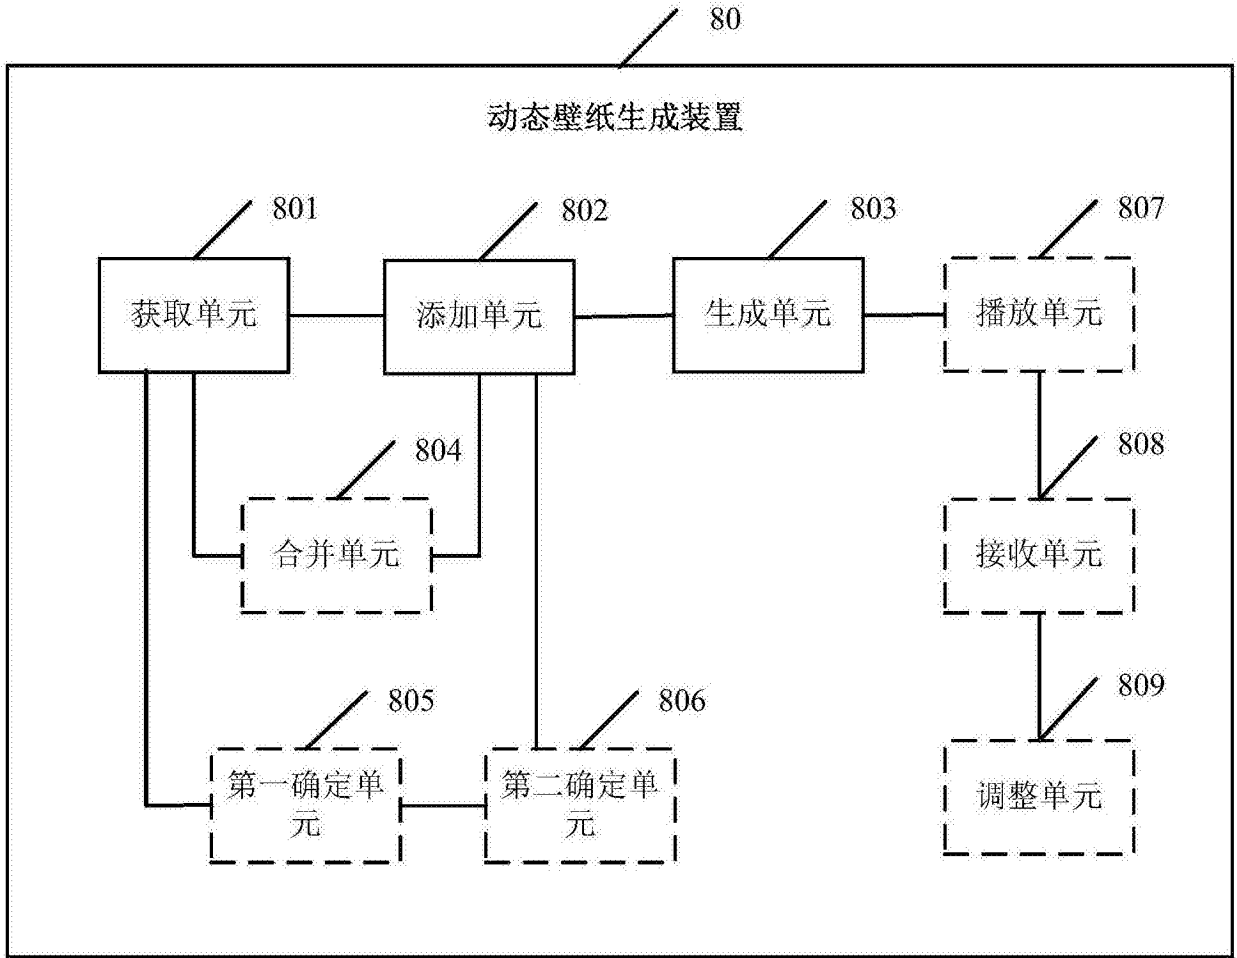 80
动态壁纸生成装置
801
802
803
807
获取单元
添加单元
生成单元
播放单元
804
808
合并单元
接收单元
805
806
809
第一确定单
元
第二确定单
元
调整单元